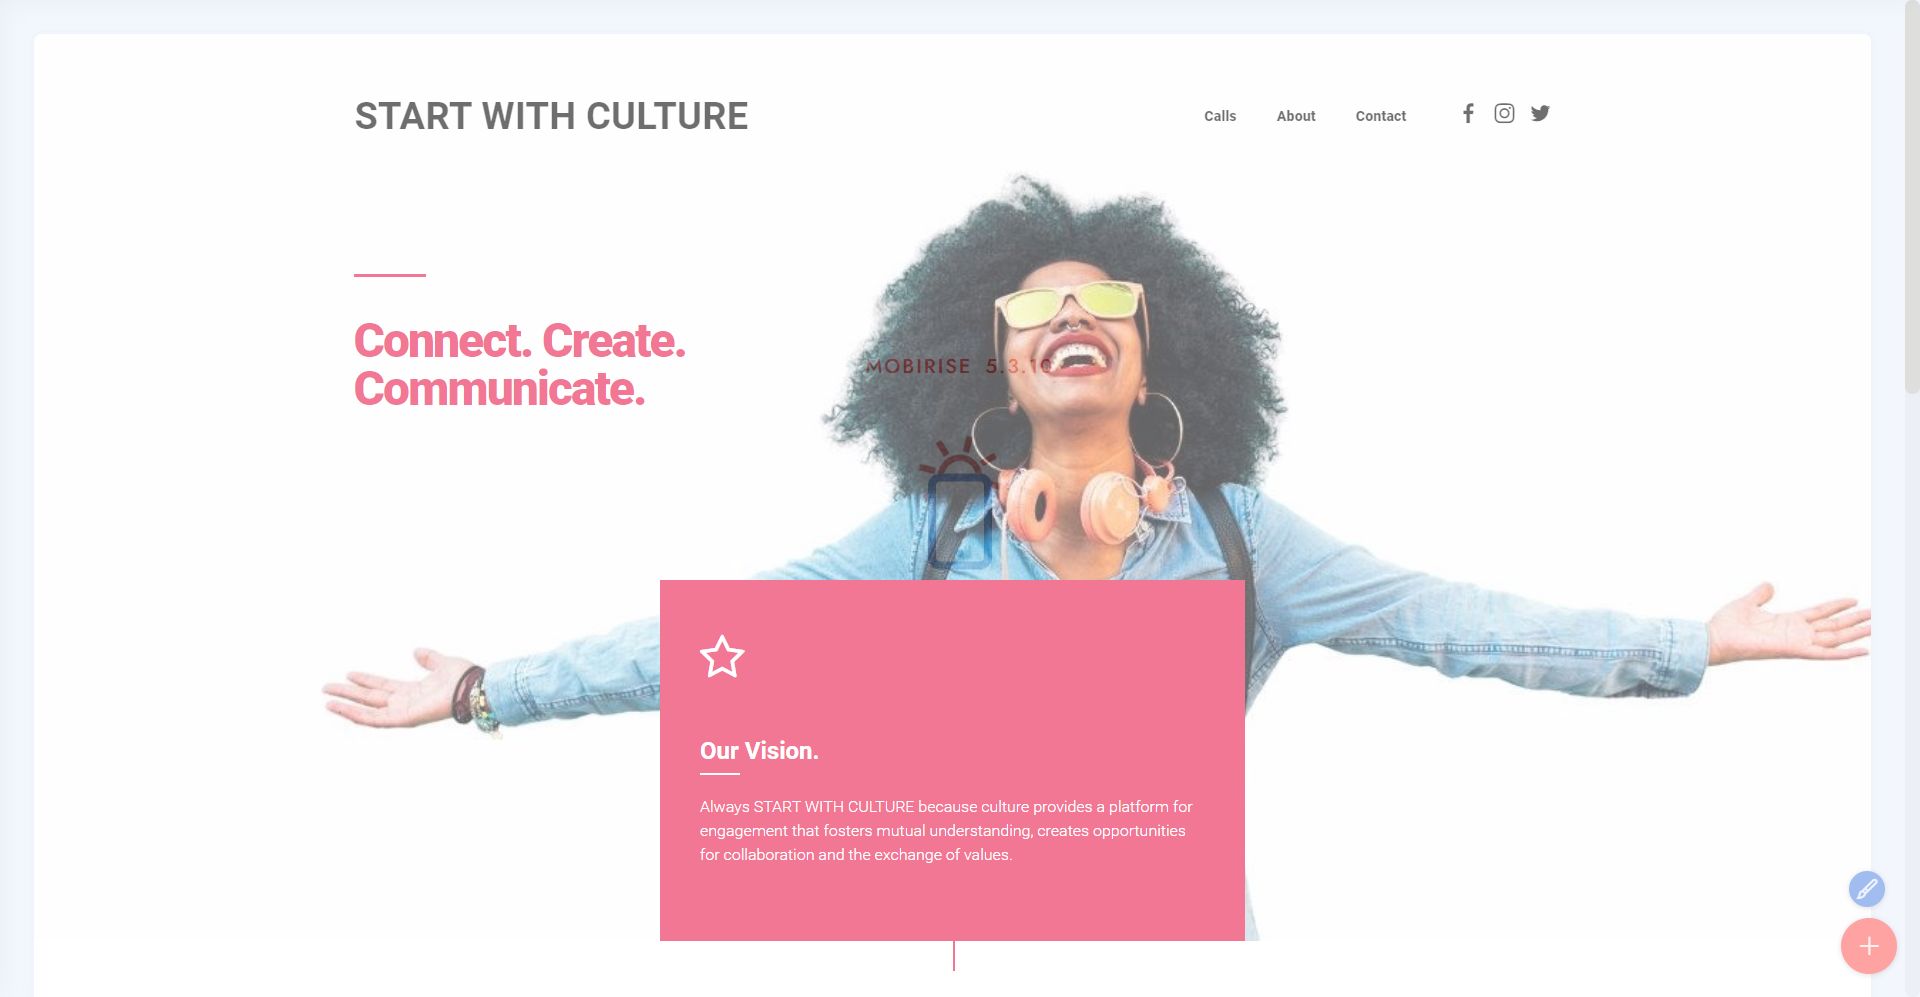 START WITH CULTURE
Calls About Contact
Connect. Create.
Communicate.
MOBIRISE 5.3.10
Our Vision.
Always START WITH CULTURE because culture provides a platform for
engagement that fosters mutual understanding, creates opportunities
for collaboration and the exchange of values.